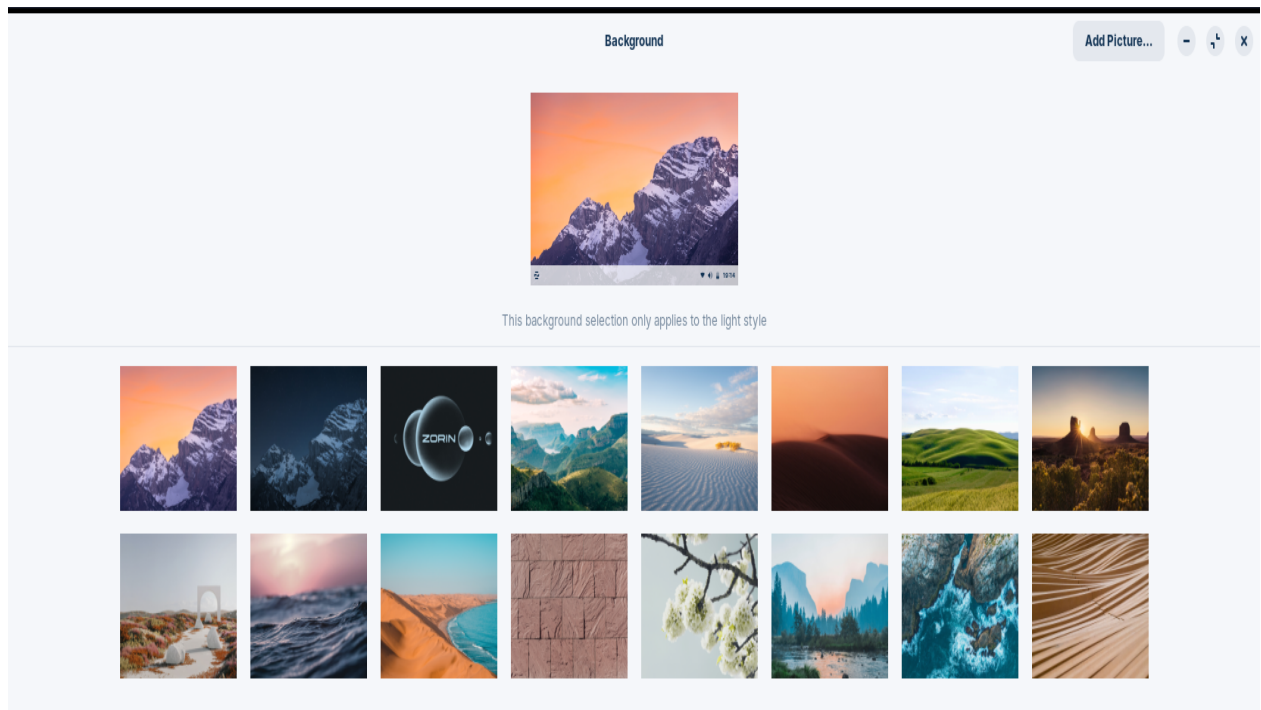 Background
Add Picture...
This background selection only applies to the light style
ZORIN